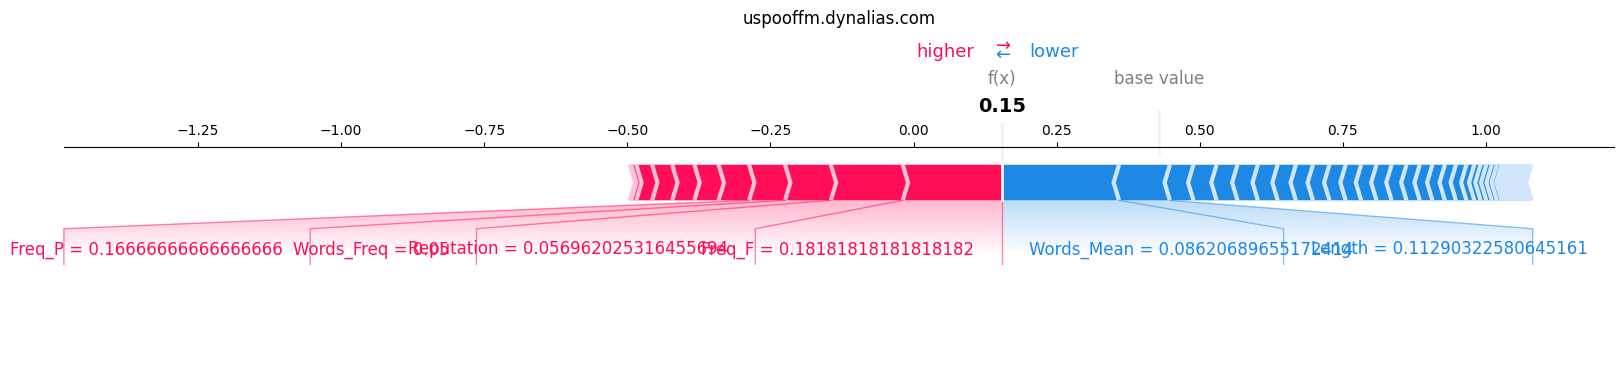 uspooffm.dynalias.com
higher ⇄ lower
f(x) base value
0.15
−1.25 −1.00 −0.75 −0.50 −0.25 0.00 0.25 0.50 0.75 1.00
Freq_P = 0.16666666666666666 Words_Freq = 0.05 Reputation = 0.056962025316455694 Freq_F = 0.18181818181818182 Words_Mean = 0.08620689655172414 Length = 0.11290322580645161